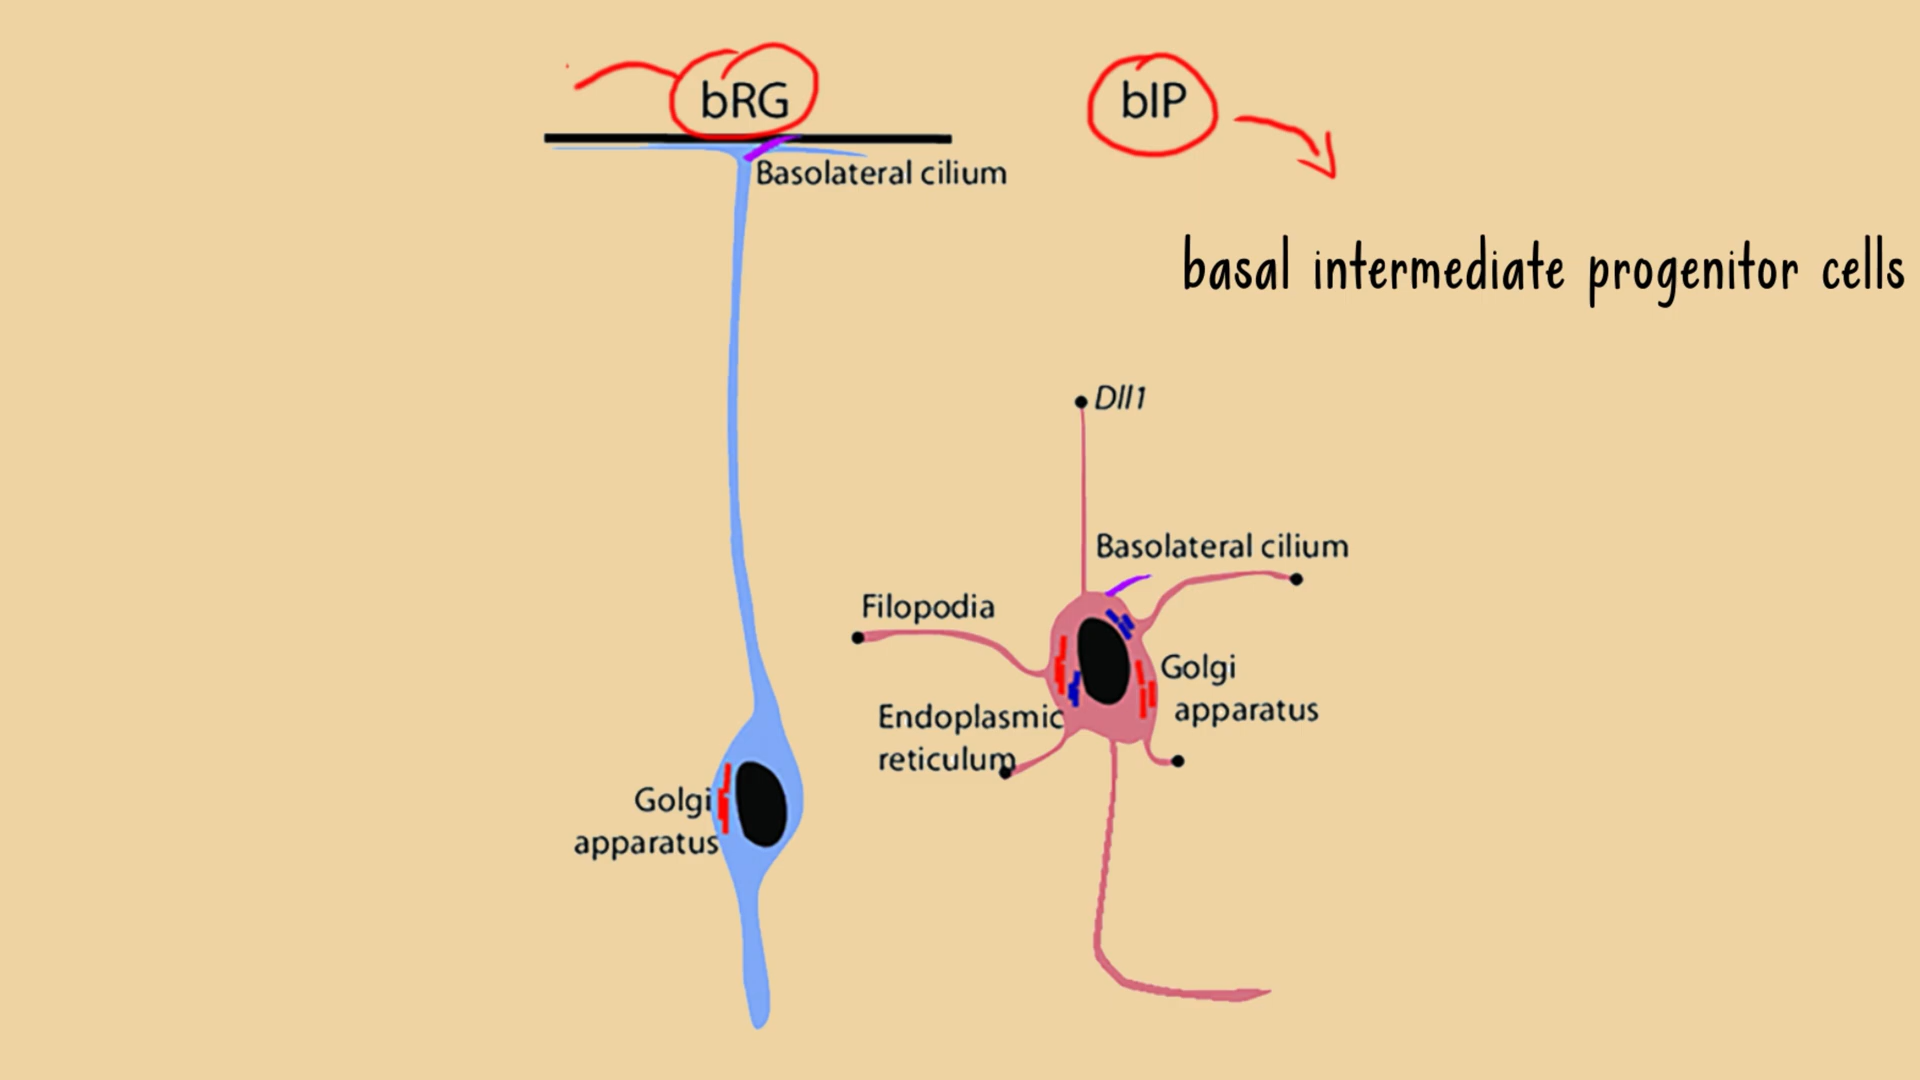 bRG
bIP
Basolateral cilium
basal intermediate progenitor cells
Dll1
Basolateral cilium
Filopodia
Golgi
apparatus
Endoplasmic
reticulum
Golgi
apparatus